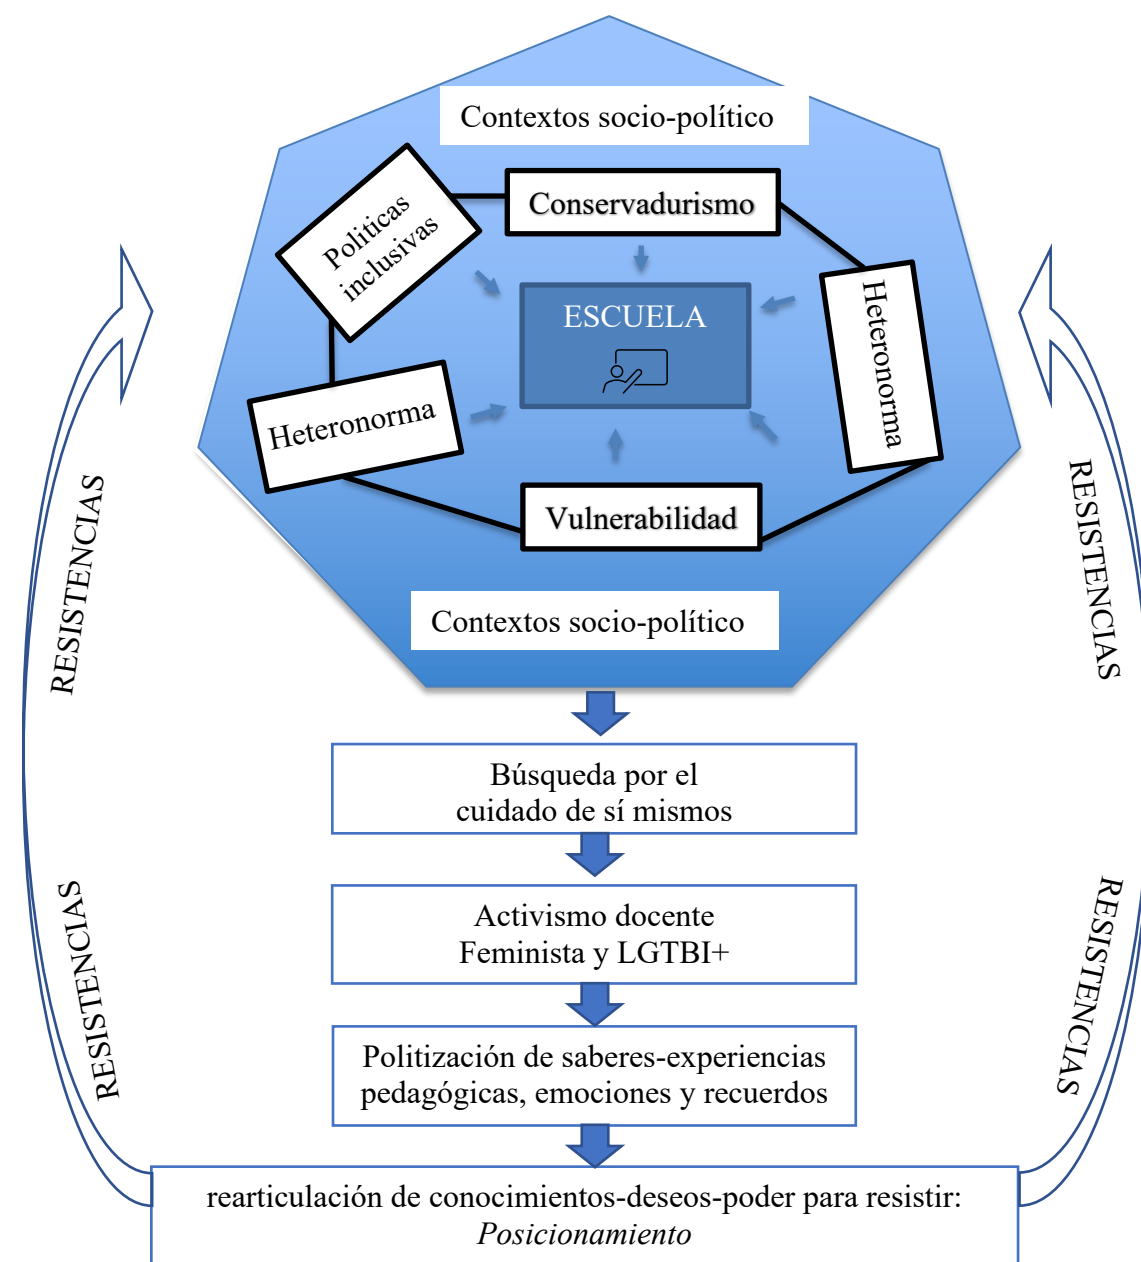 Contextos socio-político
Conservadurismo
Politicas
inclusivas
ESCUELA
Heteronorma
Heteronorma
Vulnerabilidad
Contextos socio-político
RESISTENCIAS
RESISTENCIAS
Búsqueda por el
cuidado de sí mismos
RESISTENCIAS
RESISTENCIAS
Activismo docente
Feminista y LGTBI+
Politización de saberes-experiencias
pedagógicas, emociones y recuerdos
rearticulación de conocimientos-deseos-poder para resistir:
Posicionamiento